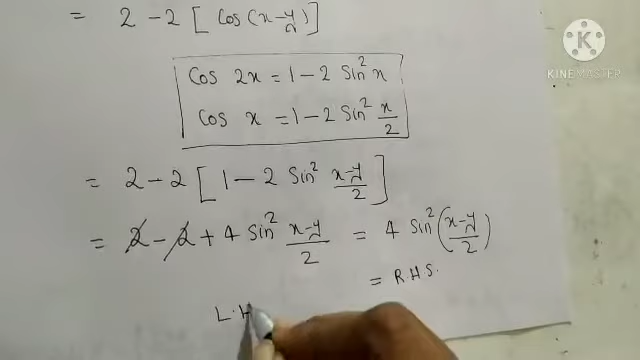 = 2 - 2 [ Cos(x-y)]
K
KINEMASTER
Cos 2x = 1 - 2 Sin² x
Cos x = 1 - 2 Sin² x/2
= 2 - 2 [ 1 - 2 Sin² x-y/2 ]
= 2 - 2 + 4 Sin² x-y/2 = 4 Sin² (x-y/2)
= R H S.
L.H